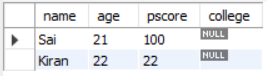 name age pscore college
Sai 21 100 NULL
Kiran 22 22 NULL